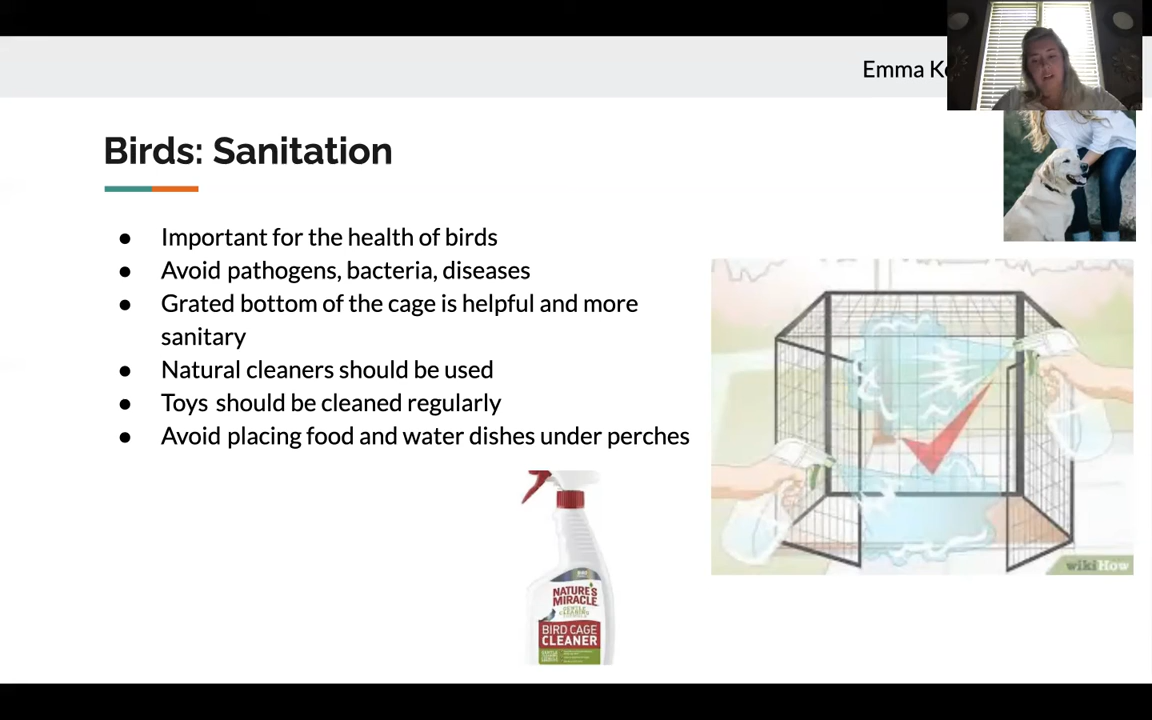 Emma
Birds: Sanitation
● Important for the health of birds
● Avoid pathogens, bacteria, diseases
● Grated bottom of the cage is helpful and more
sanitary
● Natural cleaners should be used
● Toys should be cleaned regularly
● Avoid placing food and water dishes under perches
NATURE'S
MIRACLE
BIRD CAGE
CLEANER
wikiHow